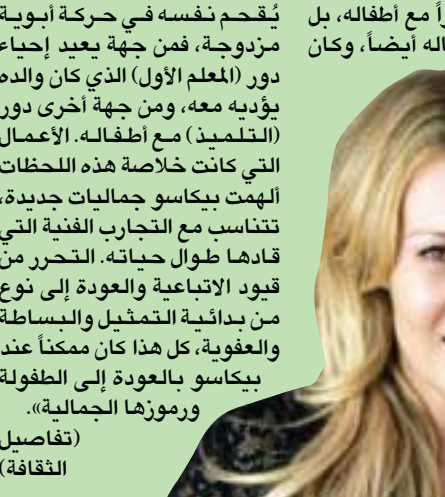 راً مع أطفاله، بل
اله أيضاً، وكان
يُقحم نفسه في حركة أبوية
مزدوجة، فمن جهة يعيد إحياء
دور (المعلم الأول) الذي كان والده
يؤديه معه، ومن جهة أخرى دور
(التلميذ) مع أطفاله. الأعمال
التي كانت خلاصة هذه اللحظات
ألهمت بيكاسو جماليات جديدة،
تتناسب مع التجارب الفنية التي
قادها طوال حياته. التحرر من
قيود الاتباعية والعودة إلى نوع
من بدائية التمثيل والبساطة
والعفوية، كل هذا كان ممكناً عند
بيكاسو بالعودة إلى الطفولة
ورموزها الجمالية».
(تفاصيل
الثقافة)